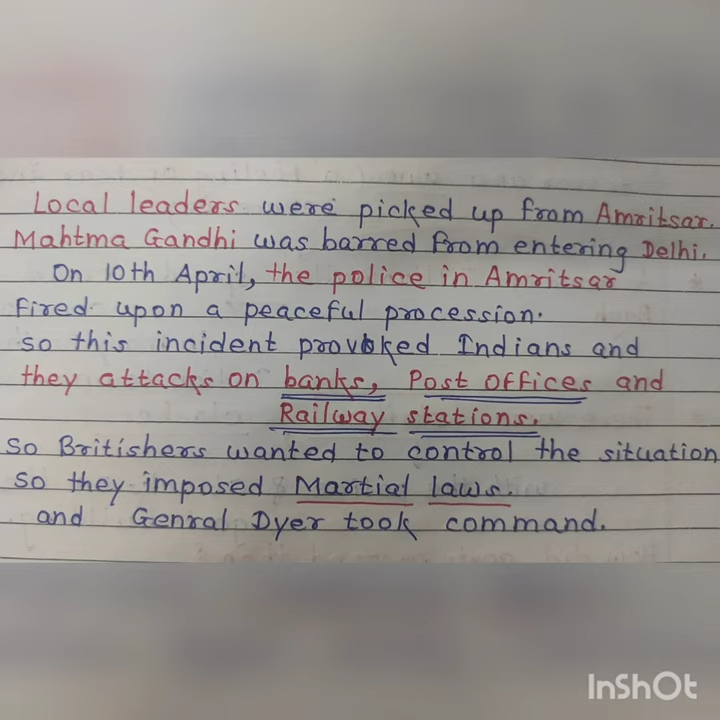 Local leaders were picked up from Amritsar.
Mahtma Gandhi was barred from entering Delhi.
On 10th April, the police in Amritsar
fired upon a peaceful procession.
so this incident provoked Indians and
they attacks on banks, Post offices and
Railway stations.
So Britishers wanted to control the situation
so they imposed Martial laws.
and Genral Dyer took command.
InShOt